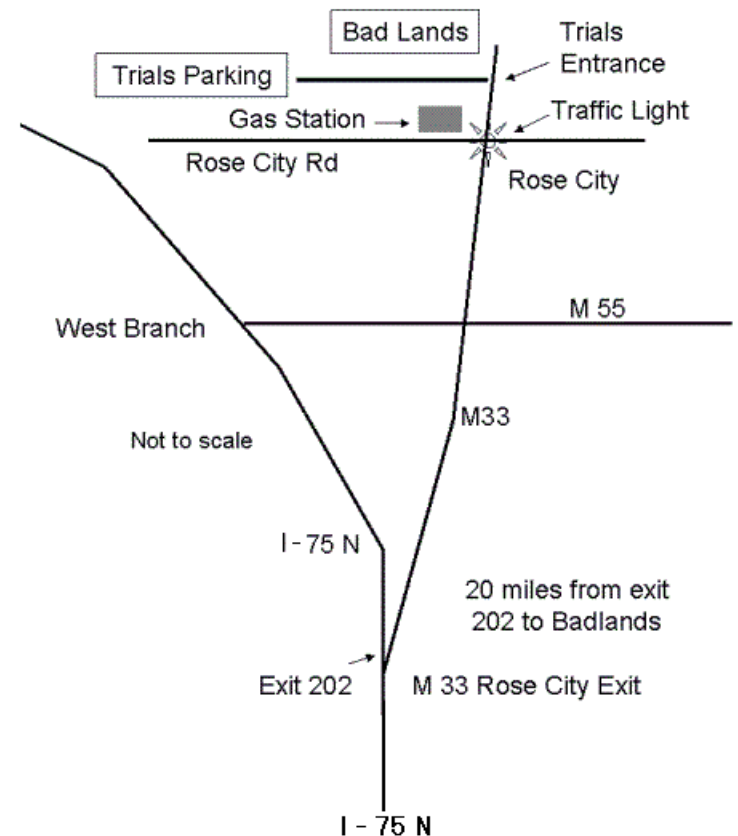 Bad Lands
Trials
Entrance
Trials Parking
Gas Station
Traffic Light
Rose City Rd
Rose City
M 55
West Branch
M33
Not to scale
I - 75 N
20 miles from exit
202 to Badlands
Exit 202
M 33 Rose City Exit
I - 75 N